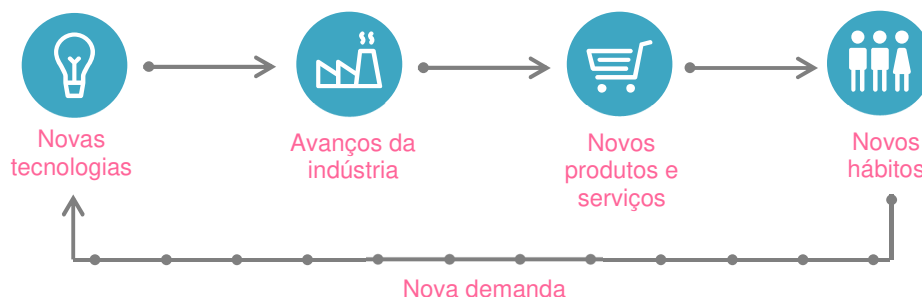 Novas
tecnologias
Avanços da
indústria
Novos
produtos e
serviços
Novos
hábitos
Nova demanda